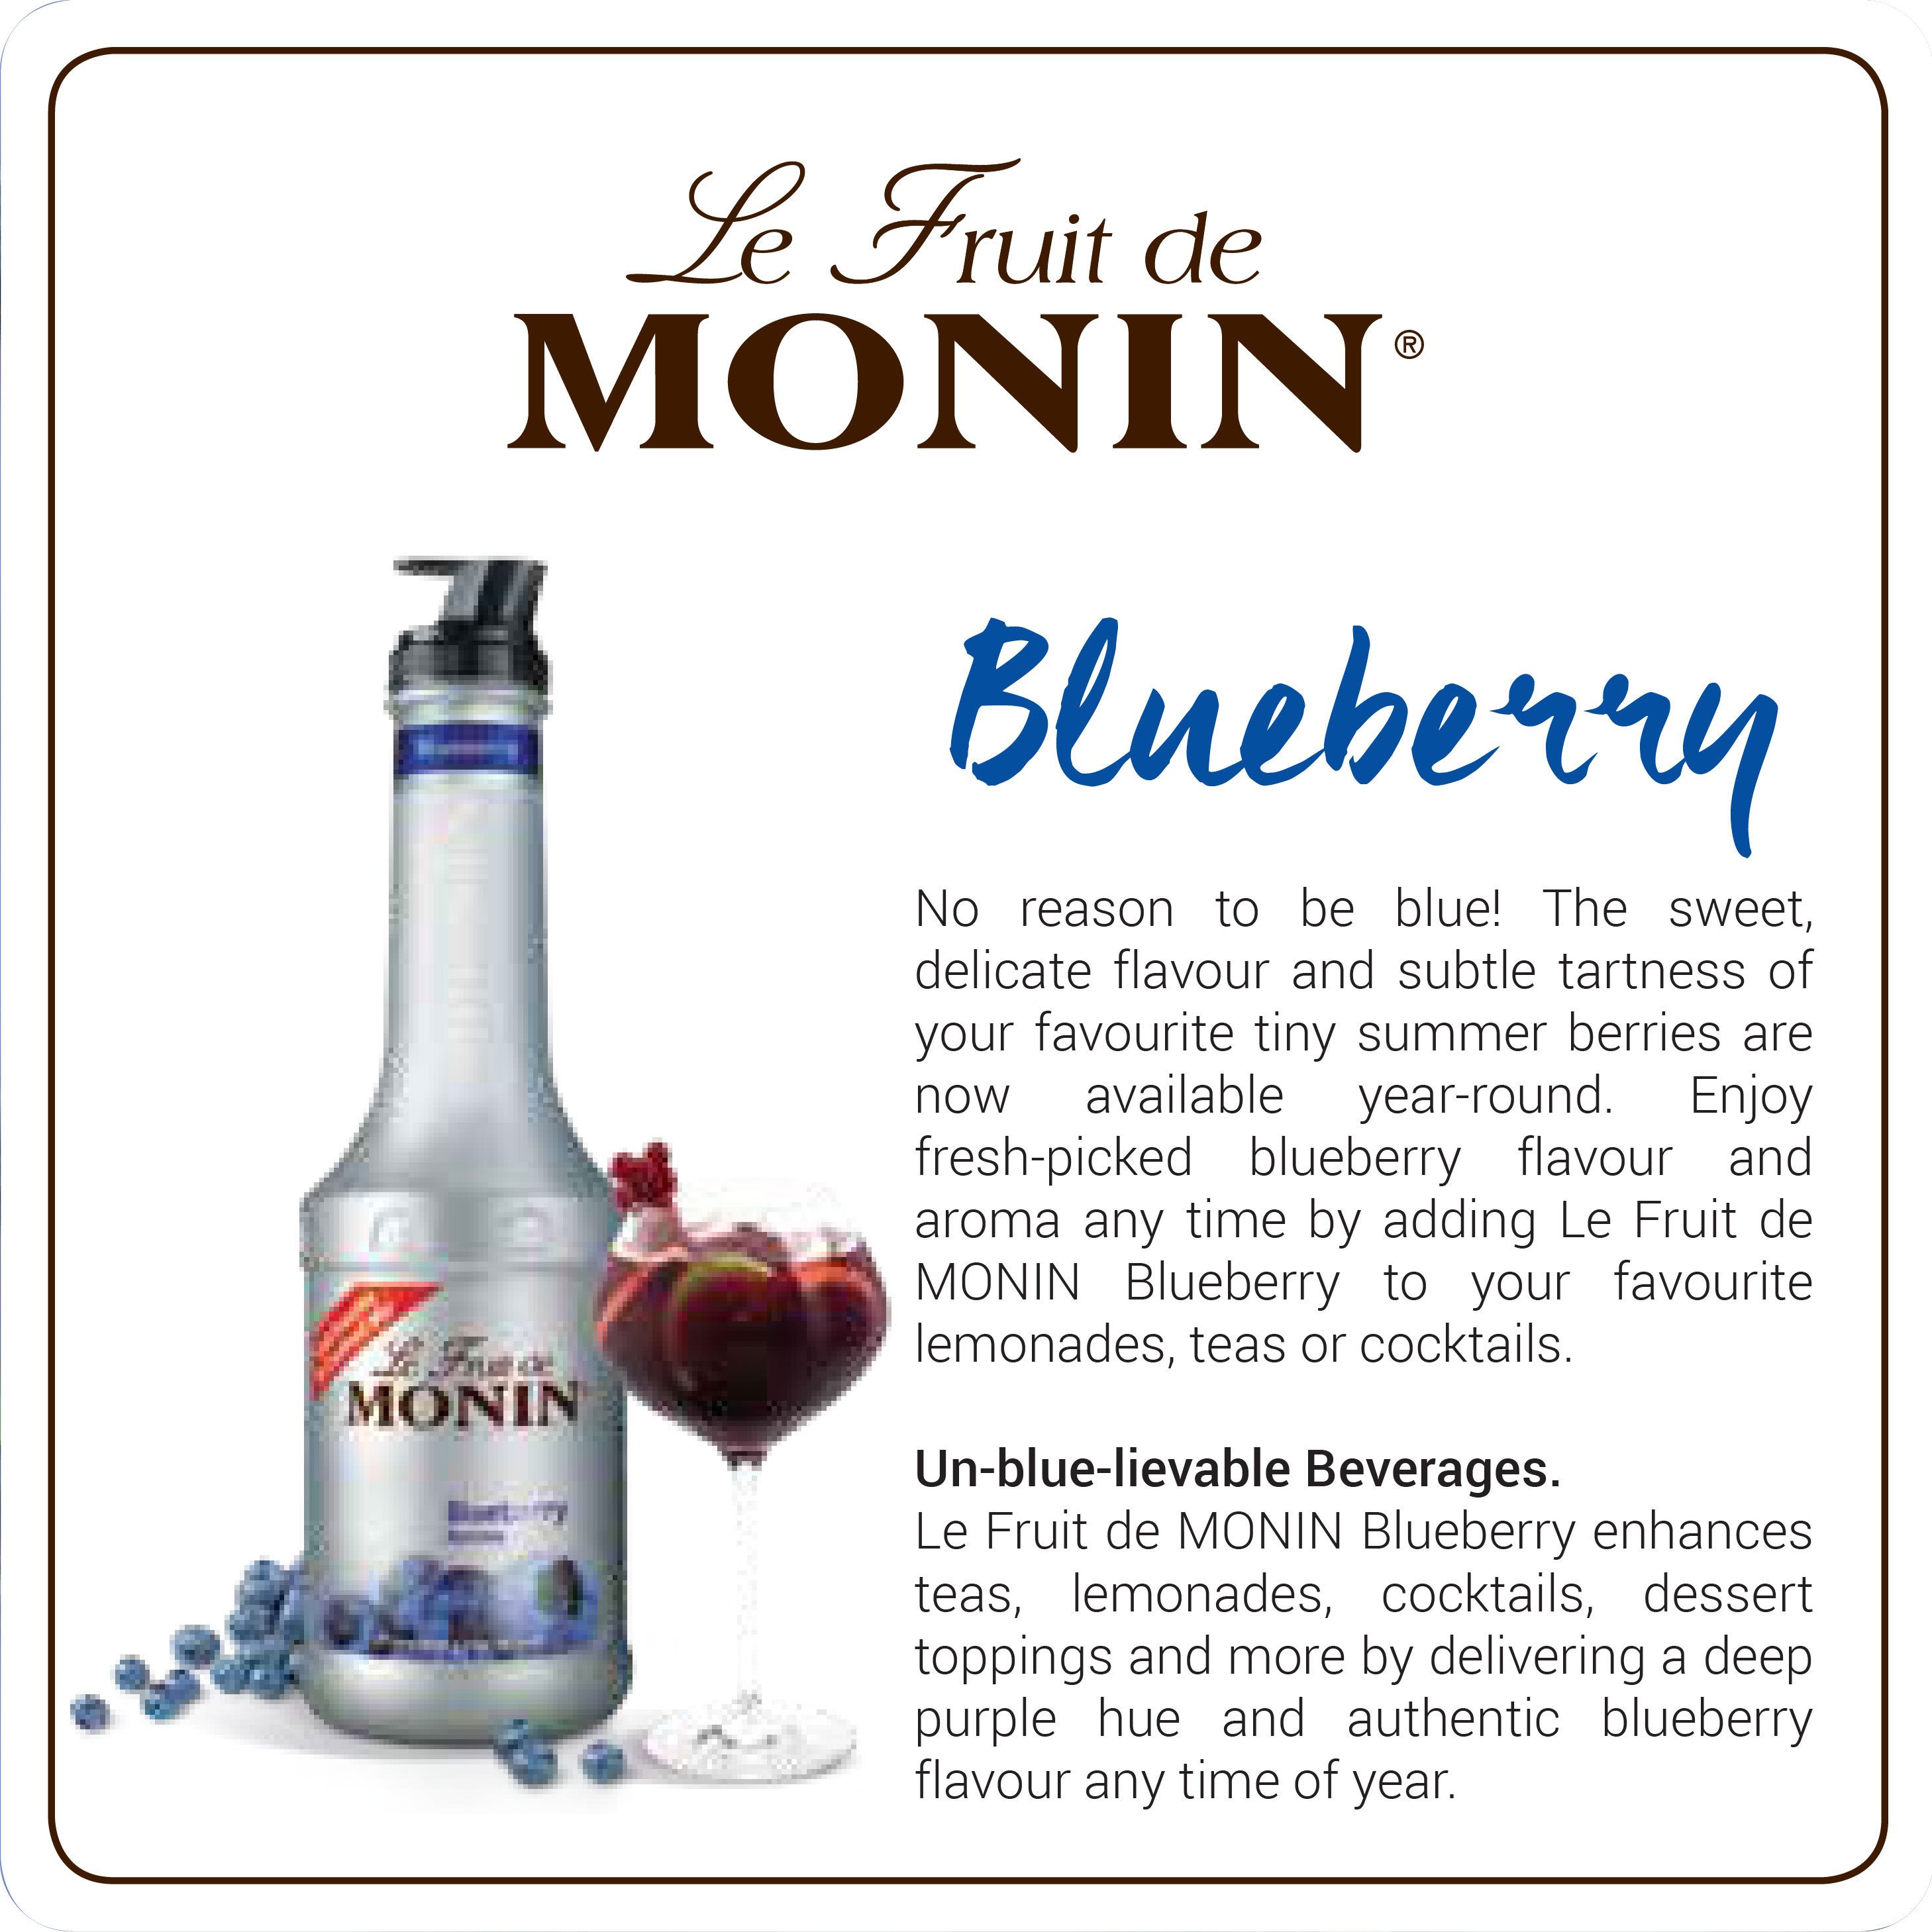 Le Fruit de
MONIN®
Blueberry
No reason to be blue! The sweet,
delicate flavour and subtle tartness of
your favourite tiny summer berries are
now available year-round. Enjoy
fresh-picked blueberry flavour and
aroma any time by adding Le Fruit de
MONIN Blueberry to your favourite
lemonades, teas or cocktails.
Un-blue-lievable Beverages.
Le Fruit de MONIN Blueberry enhances
teas, lemonades, cocktails, dessert
toppings and more by delivering a deep
purple hue and authentic blueberry
flavour any time of year.
Le Fruit de
MONIN
Blueberry